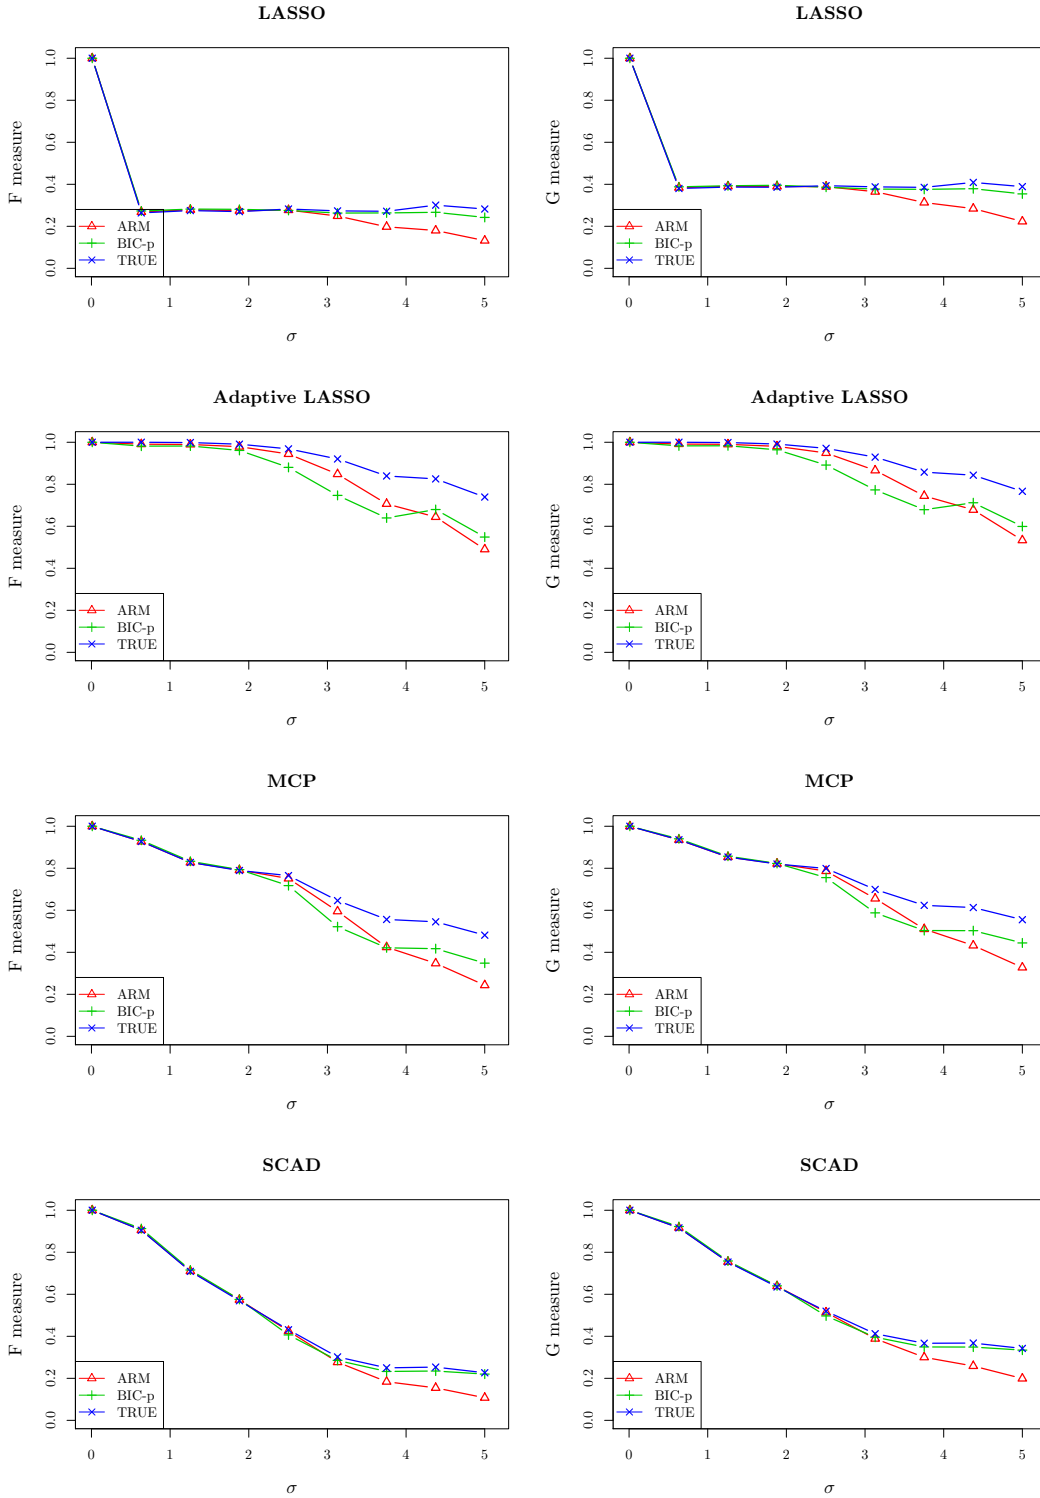 LASSO
F measure
0.0 0.2 0.4 0.6 0.8 1.0
ARM
BIC-p
TRUE
0 1 2 3 4 5
σ
LASSO
G measure
0.0 0.2 0.4 0.6 0.8 1.0
ARM
BIC-p
TRUE
0 1 2 3 4 5
σ
Adaptive LASSO
F measure
0.0 0.2 0.4 0.6 0.8 1.0
ARM
BIC-p
TRUE
0 1 2 3 4 5
σ
Adaptive LASSO
G measure
0.0 0.2 0.4 0.6 0.8 1.0
ARM
BIC-p
TRUE
0 1 2 3 4 5
σ
MCP
F measure
0.0 0.2 0.4 0.6 0.8 1.0
ARM
BIC-p
TRUE
0 1 2 3 4 5
σ
MCP
G measure
0.0 0.2 0.4 0.6 0.8 1.0
ARM
BIC-p
TRUE
0 1 2 3 4 5
σ
SCAD
F measure
0.0 0.2 0.4 0.6 0.8 1.0
ARM
BIC-p
TRUE
0 1 2 3 4 5
σ
SCAD
G measure
0.0 0.2 0.4 0.6 0.8 1.0
ARM
BIC-p
TRUE
0 1 2 3 4 5
σ